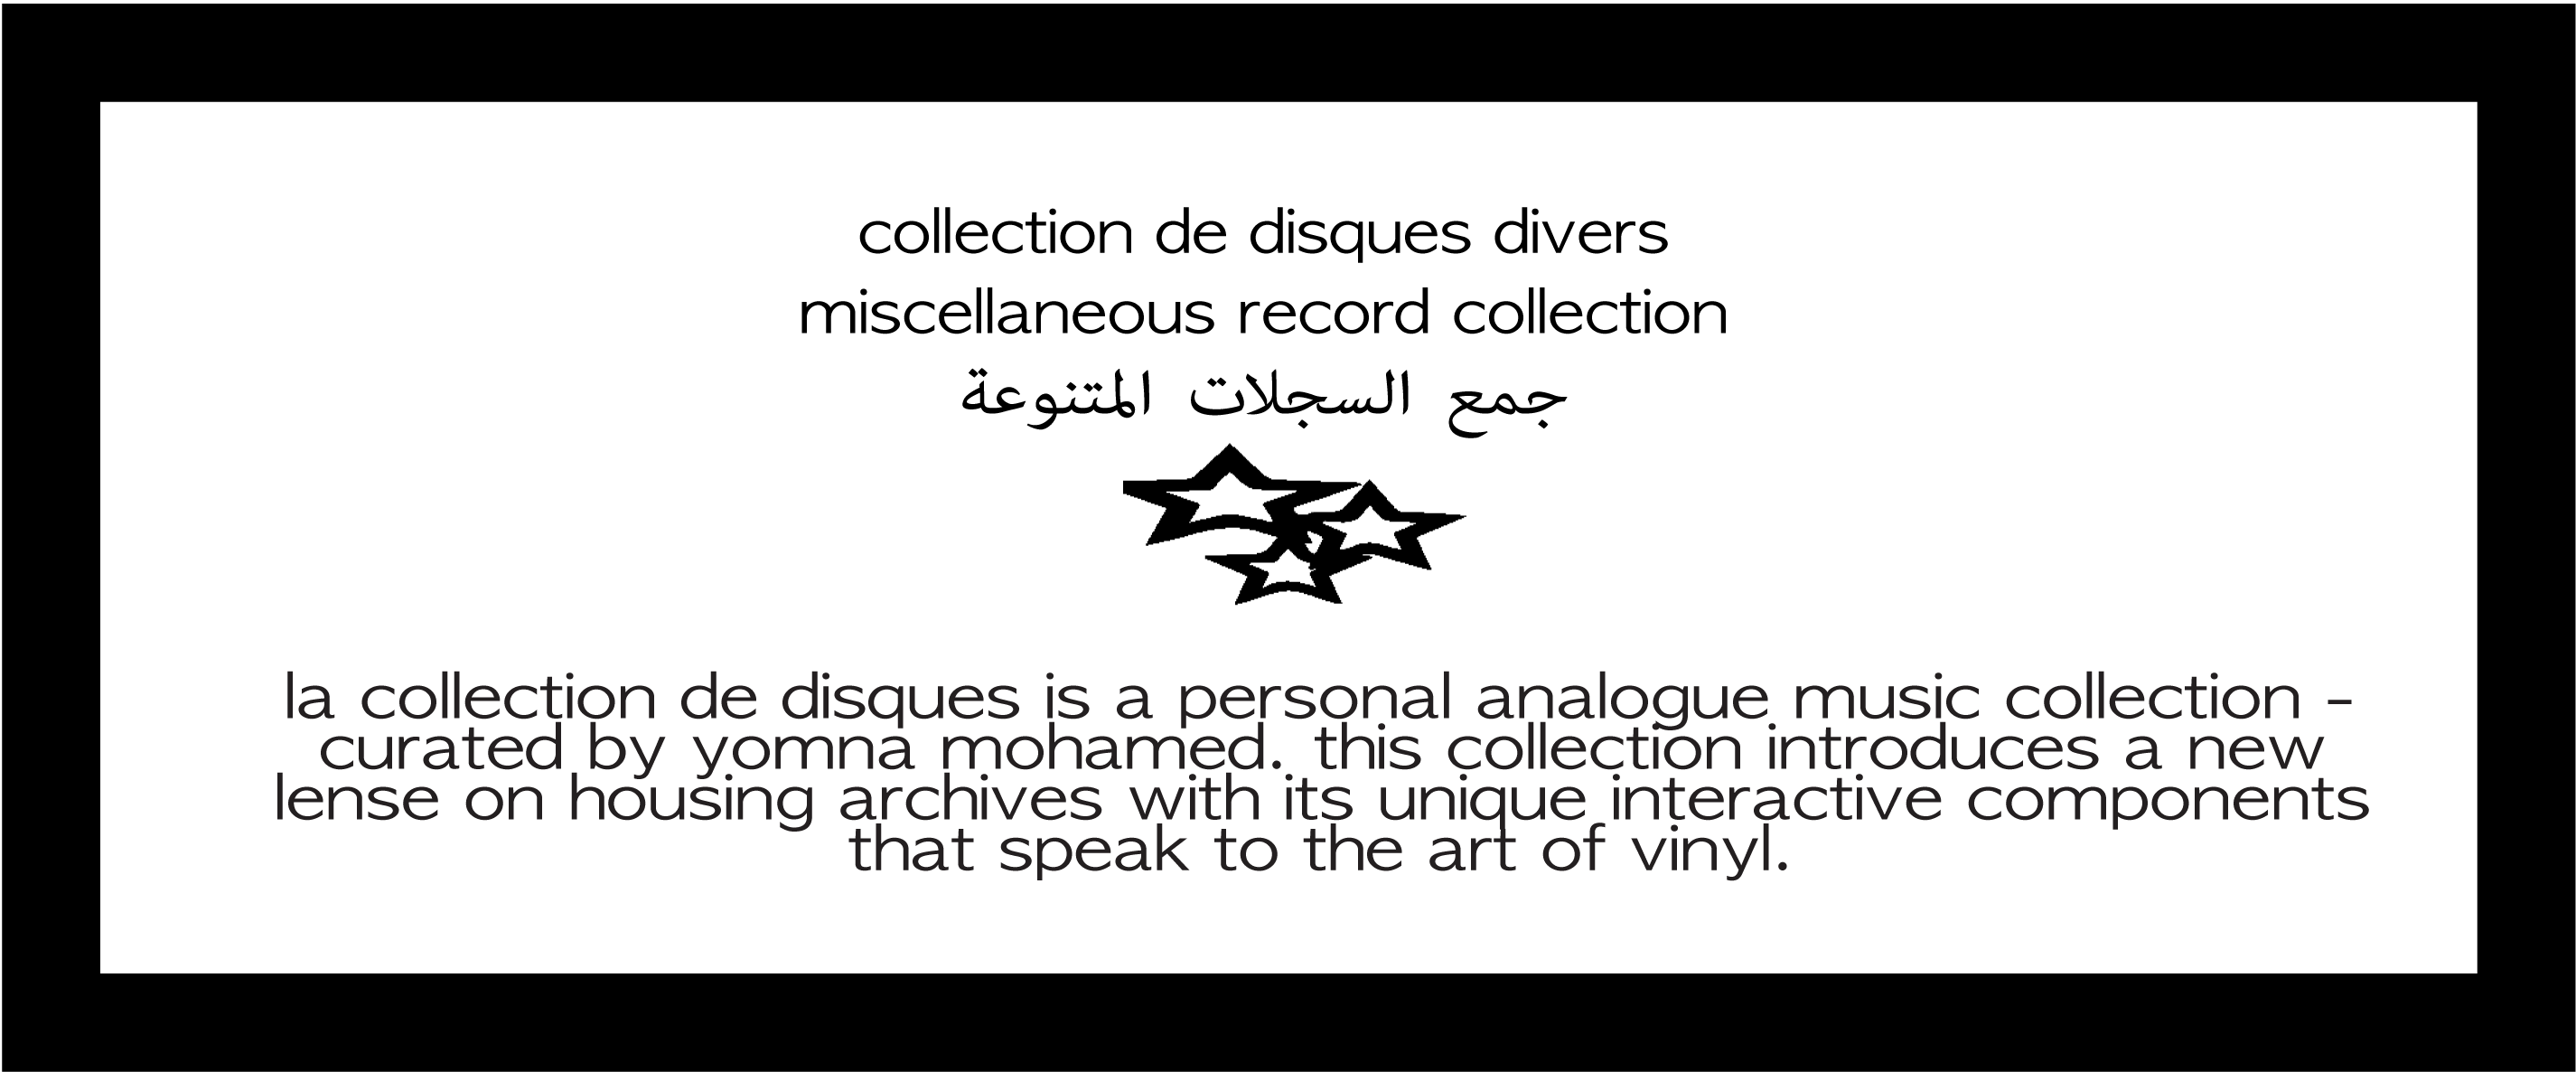 collection de disques divers
miscellaneous record collection
جمع السجلات المتنوعة
la collection de disques is a personal analogue music collection -
curated by yomna mohamed. this collection introduces a new
lense on housing archives with its unique interactive components
that speak to the art of vinyl.